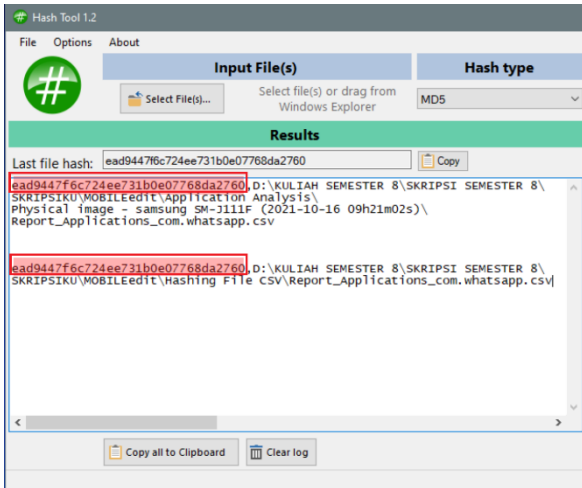 Hash Tool 1.2
File Options About
Input File(s)
Hash type
Select File(s)...
Select file(s) or drag from
Windows Explorer
MD5
Results
Last file hash:
ead9447f6c724ee731b0e07768da2760
Copy
ead9447f6c724ee731b0e07768da2760,D:\KULIAH SEMESTER 8\SKRIPSI SEMESTER 8\
SKRIPSIKU\MOBILEedit\Application Analysis\
Physical image - samsung SM-J111F (2021-10-16 09h21m02s)\
Report_Applications_com.whatsapp.csv
ead9447f6c724ee731b0e07768da2760,D:\KULIAH SEMESTER 8\SKRIPSI SEMESTER 8\
SKRIPSIKU\MOBILEedit\Hashing File CSV\Report_Applications_com.whatsapp.csv
Copy all to Clipboard
Clear log